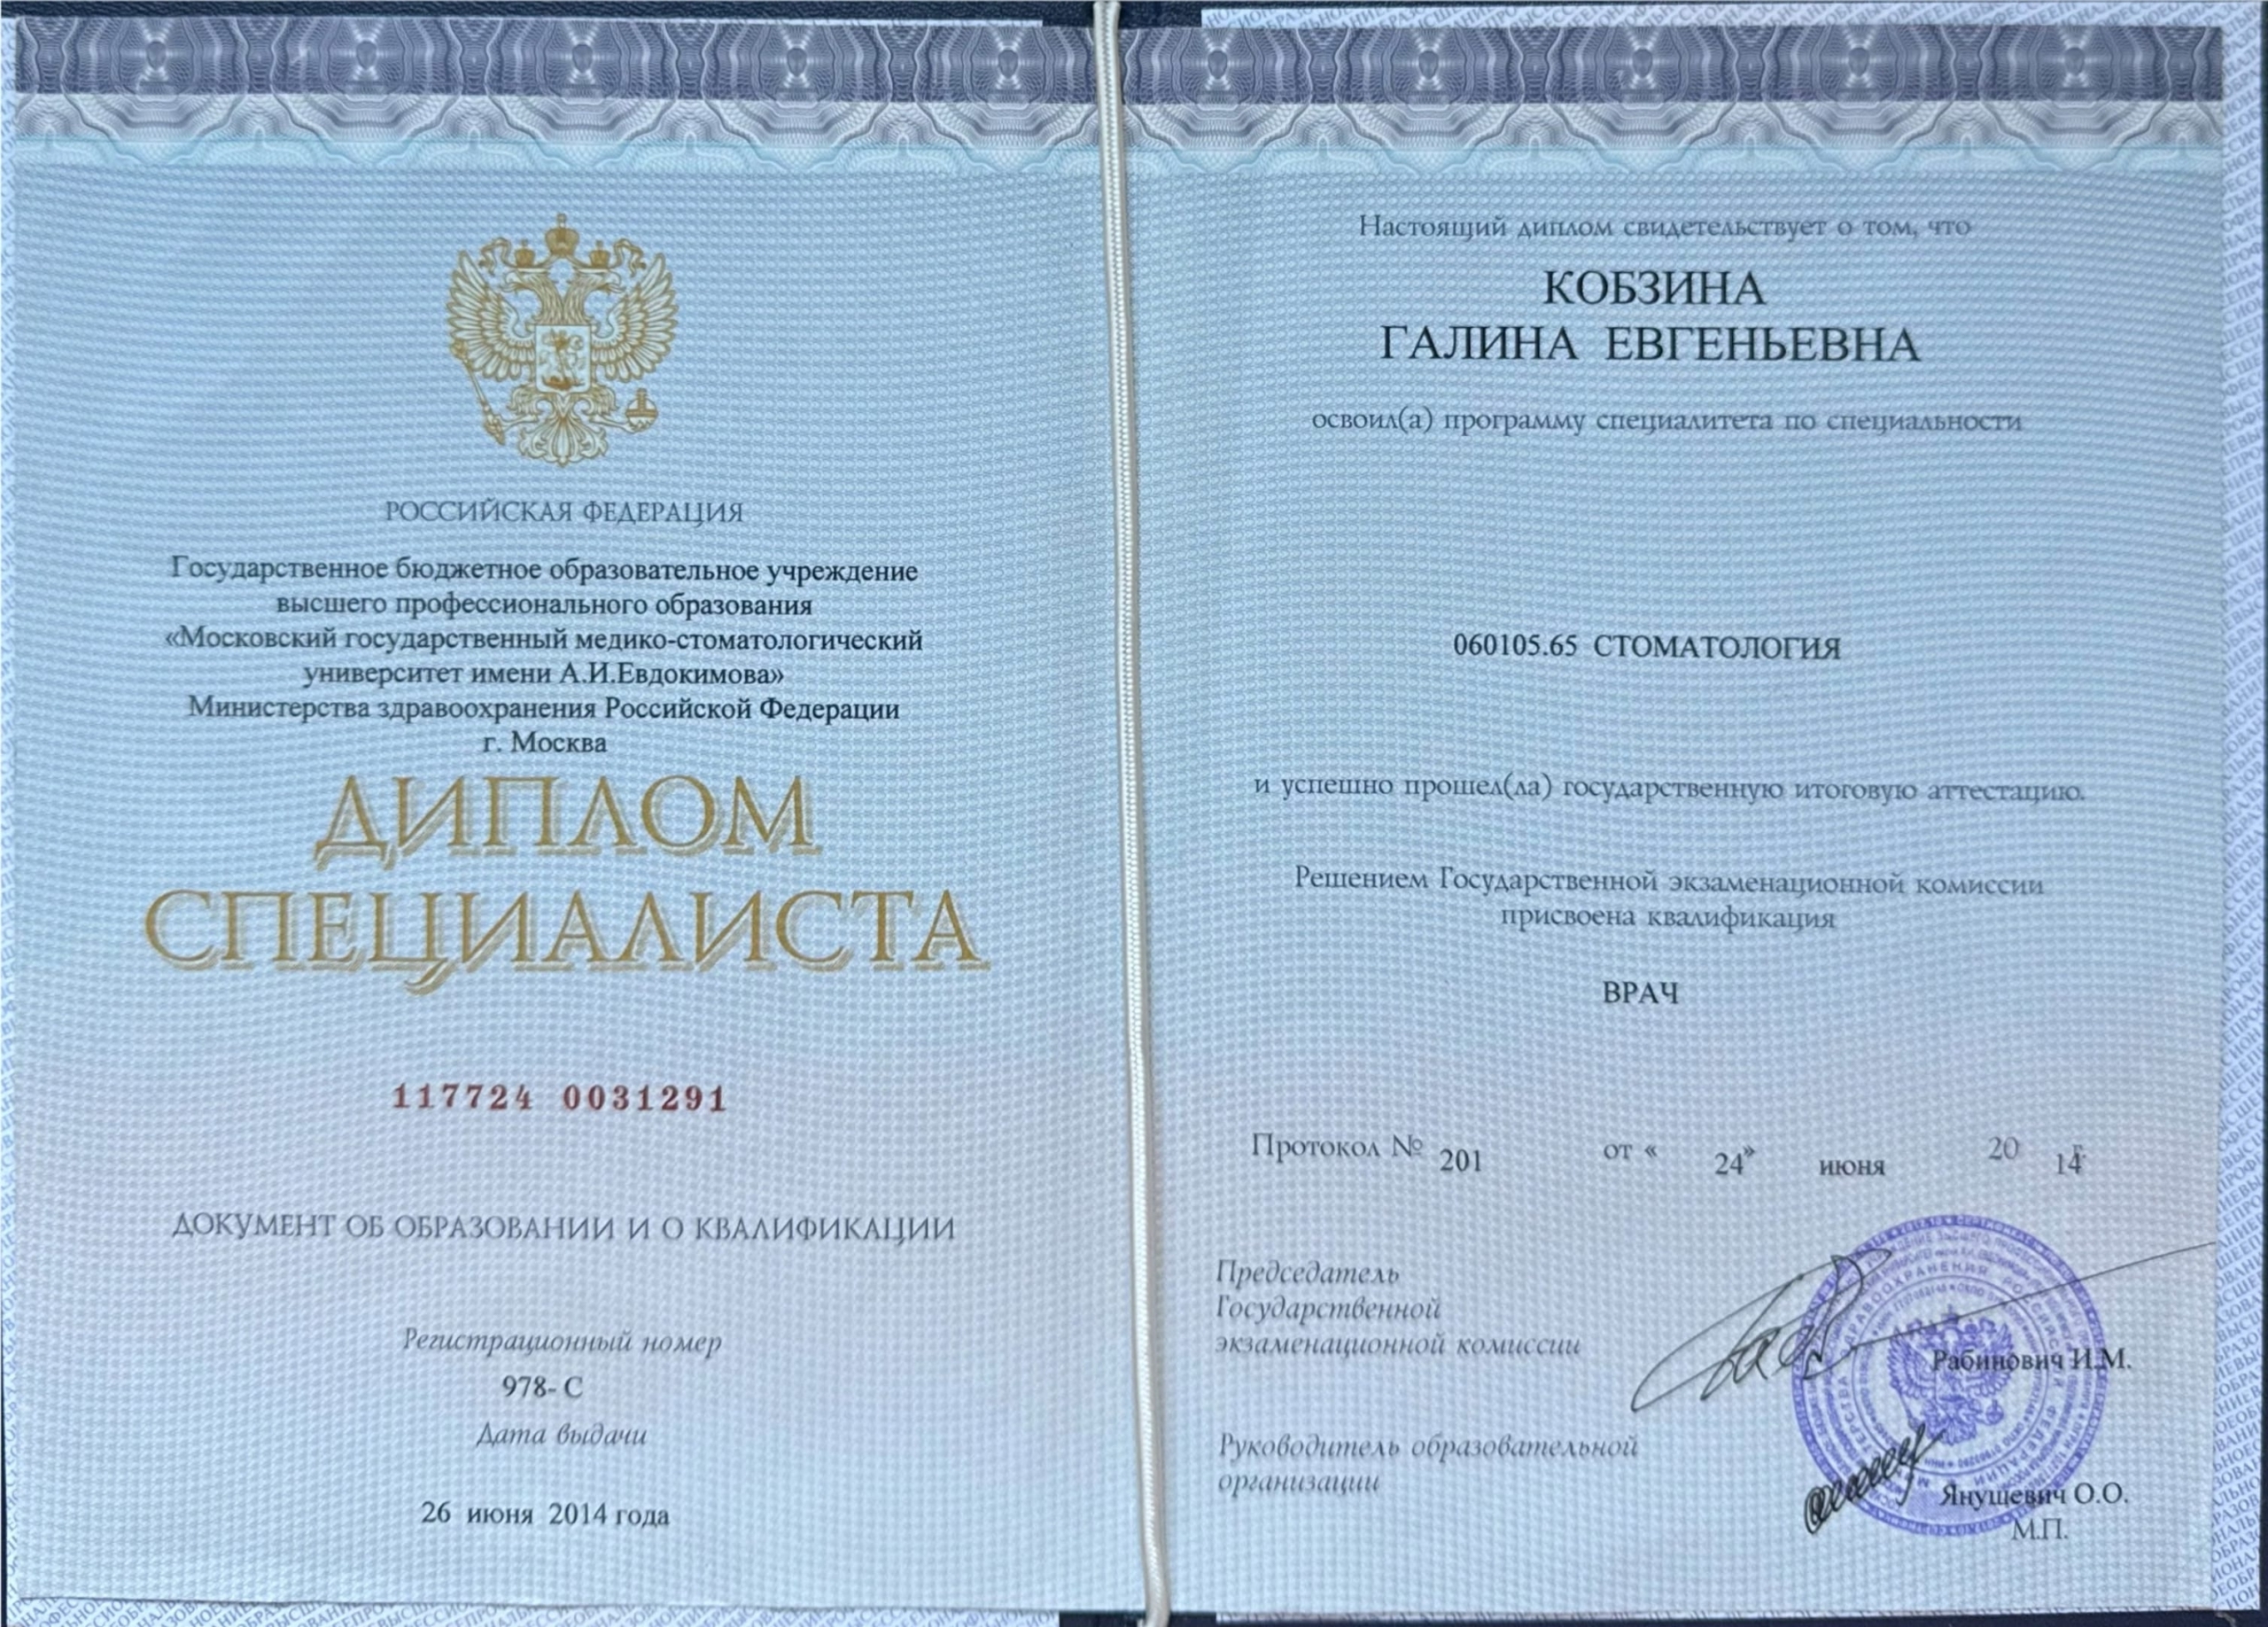 РОССИЙСКАЯ ФЕДЕРАЦИЯ
Государственное бюджетное образовательное учреждение
высшего профессионального образования
«Московский государственный медико-стоматологический
университет имени А.И.Евдокимова»
Министерства здравоохранения Российской Федерации
г. Москва
ДИПЛОМ
СПЕЦИАЛИСТА
117724 0031291
ДОКУМЕНТ ОБ ОБРАЗОВАНИИ И О КВАЛИФИКАЦИИ
Регистрационный номер
978- С
Дата выдачи
26 июня 2014 года
Настоящий диплом свидетельствует о том, что
КОБЗИНА
ГАЛИНА ЕВГЕНЬЕВНА
освоил(а) программу специалитета по специальности
060105.65 СТОМАТОЛОГИЯ
и успешно прошел(ла) государственную итоговую аттестацию.
Решением Государственной экзаменационной комиссии
присвоена квалификация
ВРАЧ
Протокол № 201 от « 24» июня 20 14 г.
Председатель
Государственной
экзаменационной комиссии
Рабинович И.М.
Руководитель образовательной
организации
Янушевич О.О.
М.П.